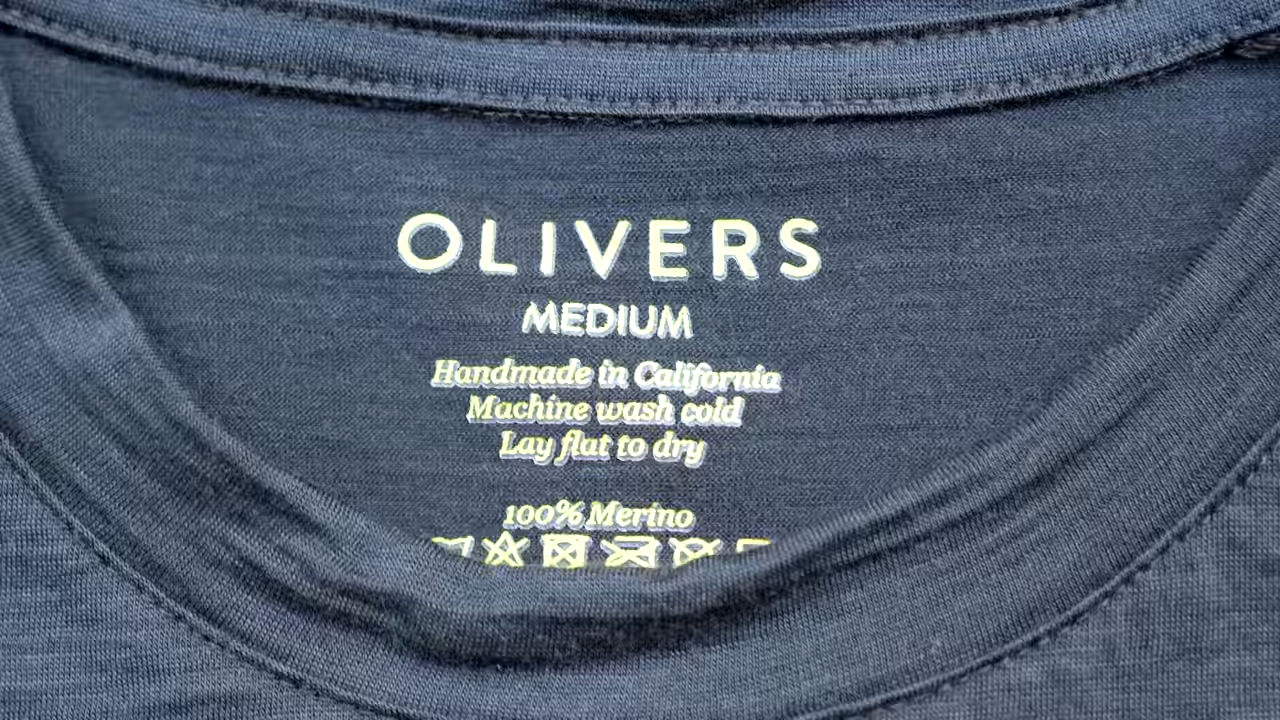 OLIVERS
MEDIUM
Handmade in California
Machine wash cold
Lay flat to dry
100% Merino